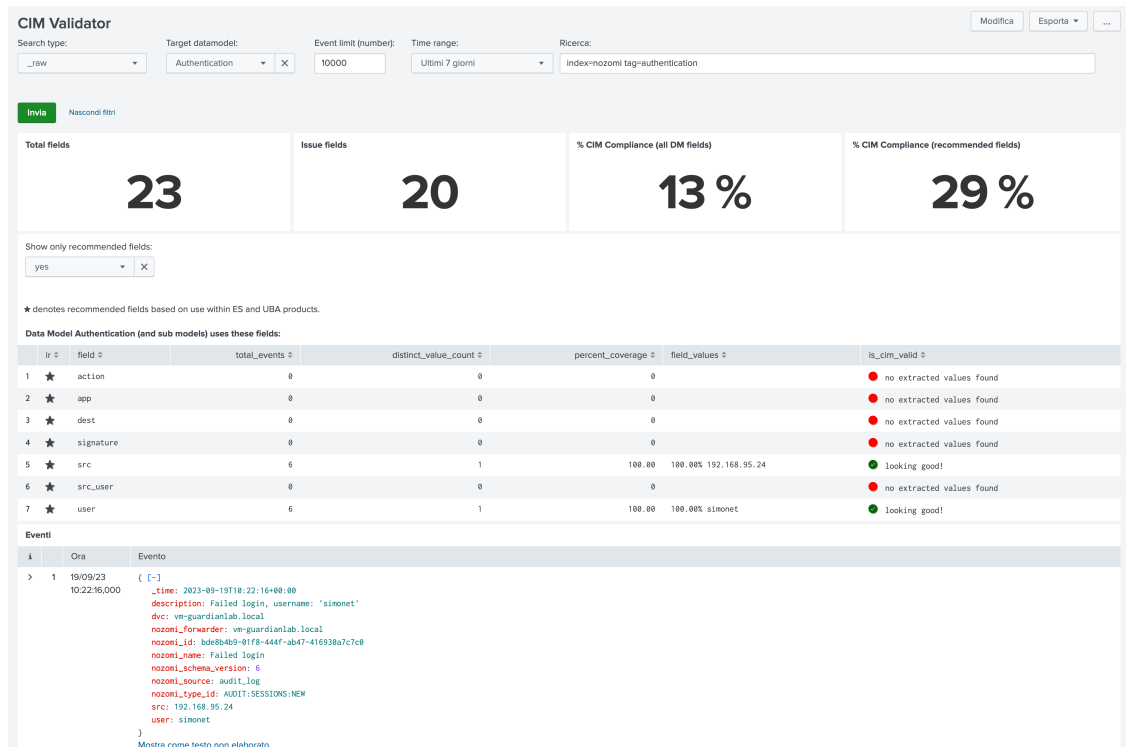 CIM Validator
Modifica
Esporta
...
Search type:
Target datamodel:
Event limit (number):
Time range:
Ricerca:
_raw
Authentication
10000
Ultimi 7 giorni
index=nozomi tag=authentication
Invia
Nascondi filtri
Total fields
Issue fields
% CIM Compliance (all DM fields)
% CIM Compliance (recommended fields)
23
20
13 %
29 %
Show only recommended fields:
yes
★ denotes recommended fields based on use within ES and UBA products.
Data Model Authentication (and sub models) uses these fields:
ir field total_events distinct_value_count percent_coverage field_values is_cim_valid
1 ★ action 0 0 0 no extracted values found
2 ★ app 0 0 0 no extracted values found
3 ★ dest 0 0 0 no extracted values found
4 ★ signature 0 0 0 no extracted values found
5 ★ src 6 1 100.00 100.00% 192.168.95.24 looking good!
6 ★ src_user 0 0 0 no extracted values found
7 ★ user 6 1 100.00 100.00% simonet looking good!
Eventi
i Ora Evento
> 1 19/09/23 { [-]
10:22:16,000 _time: 2023-09-19T10:22:16+00:00
description: Failed login, username: 'simonet'
dvc: vm-guardianlab.local
nozomi_forwarder: vm-guardianlab.local
nozomi_id: bde8b4b9-01f8-444f-ab47-416930a7c7c0
nozomi_name: Failed login
nozomi_schema_version: 6
nozomi_source: audit_log
nozomi_type_id: AUDIT:SESSIONS:NEW
src: 192.168.95.24
user: simonet
}
Mostra come testo non elaborato